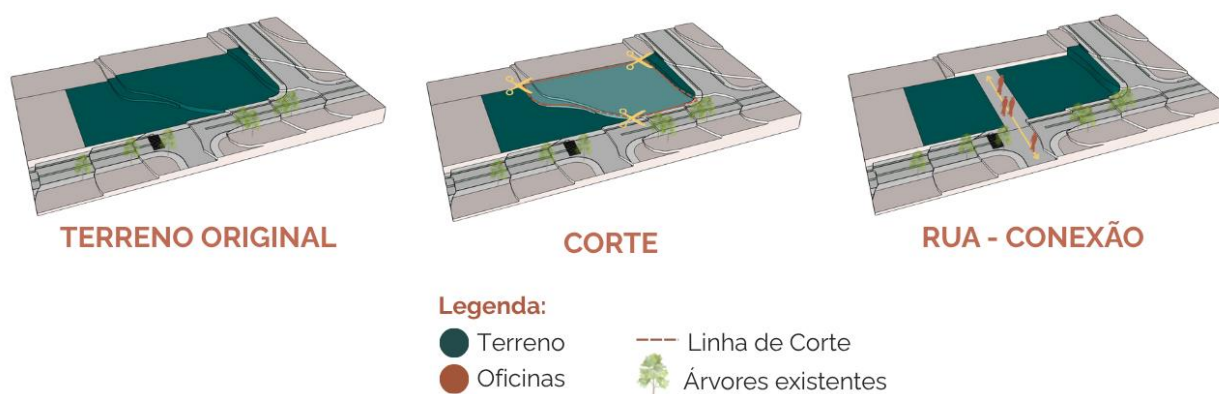 TERRENO ORIGINAL
CORTE
RUA - CONEXÃO
Legenda:
Terreno
Linha de Corte
Oficinas
Árvores existentes